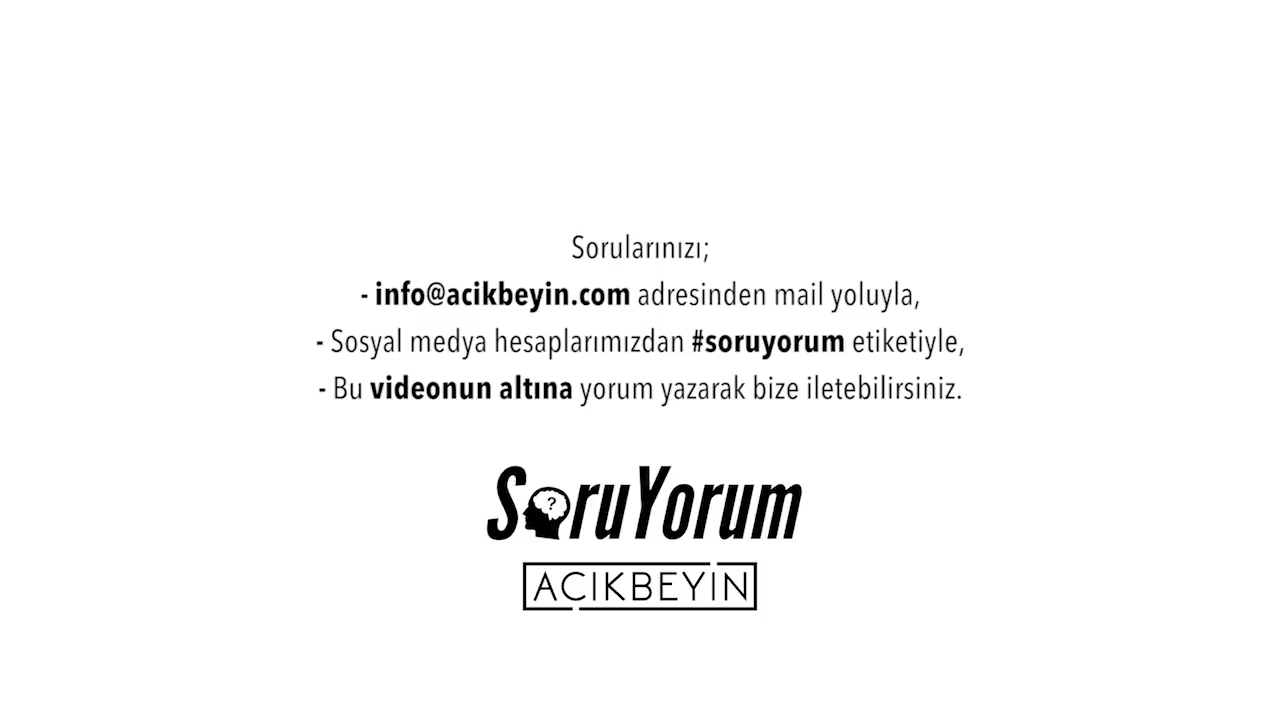 Sorularınızı;
- info@acikbeyin.com adresinden mail yoluyla,
- Sosyal medya hesaplarımızdan #soruyorum etiketiyle,
- Bu videonun altına yorum yazarak bize iletebilirsiniz.
SoruYorum
AÇIKBEYİN